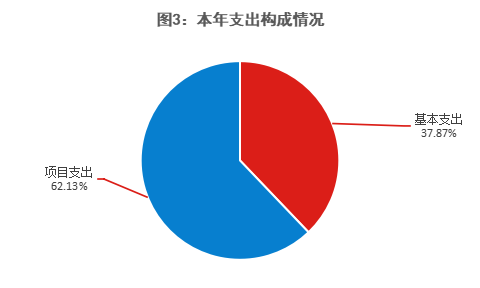 图3：本年支出构成情况
基本支出
37.87%
项目支出
62.13%